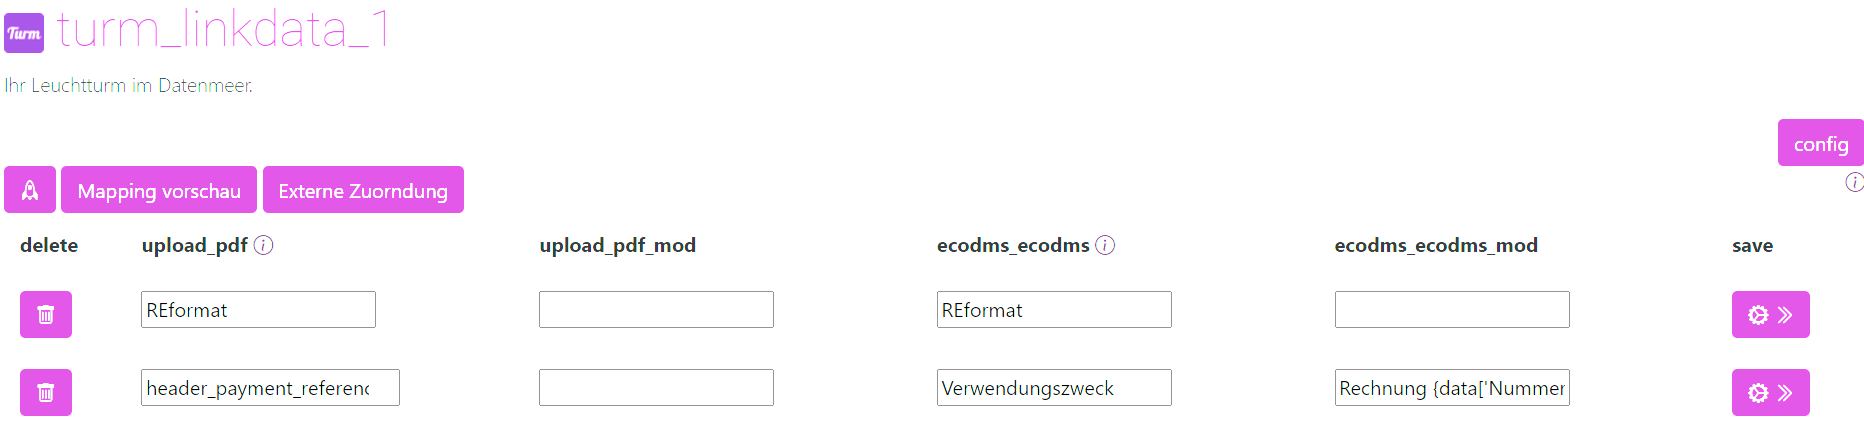 Turm turm_linkdata_1
Ihr Leuchtturm im Datenmeer.
config
Mapping vorschau Externe Zuorndung
delete upload_pdf upload_pdf_mod ecodms_ecodms ecodms_ecodms_mod save
REformat REformat
header_payment_referenc Verwendungszweck Rechnung {data['Nummer